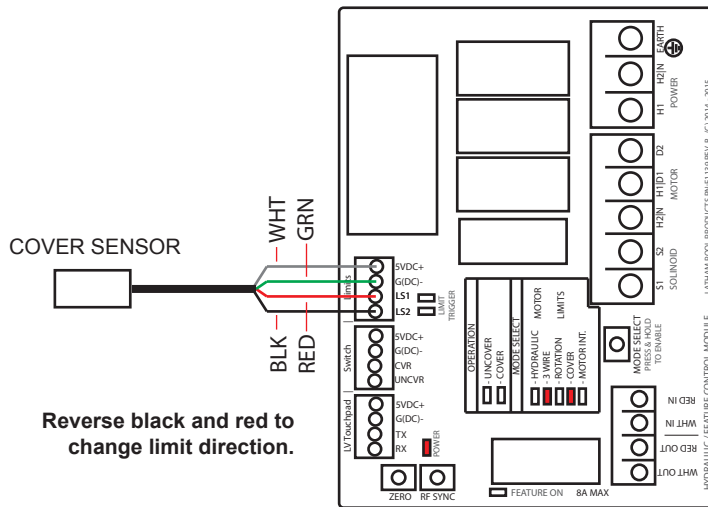 COVER SENSOR
WHT
GRN
BLK
RED
Reverse black and red to
change limit direction.
Limits
5VDC+
G(DC)-
LS1
LS2
LIMIT
TRIGGER
Switch
5VDC+
G(DC)-
CVR
UNCVR
LV Touchpad
5VDC+
G(DC)-
TX
RX
POWER
ZERO
RF SYNC
OPERATION
- UNCOVER
- COVER
MODE SELECT
- HYDRAULIC
- 3 WIRE
- ROTATION
- COVER
- MOTOR INT.
MOTOR
LIMITS
FEATURE ON
8A MAX
EARTH
H2|N
H1
POWER
D2
H1|D1
H2|N
MOTOR
S2
S1
SOLINOID
MODE SELECT
PRESS & HOLD
TO ENABLE
RED IN
WHT IN
RED OUT
WHT OUT
HYDRAULIC / FEATURE CONTROL MODULE
LATHAM POOL PRODUCTS